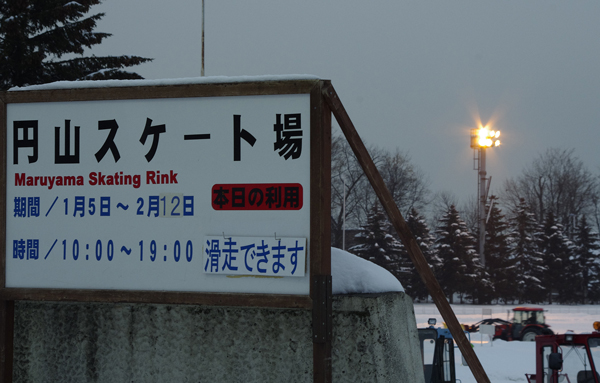 円山スケート場
Maruyama Skating Rink
本日の利用
期間／1月5日～2月12日
時間／10：00～19：00
滑走できます